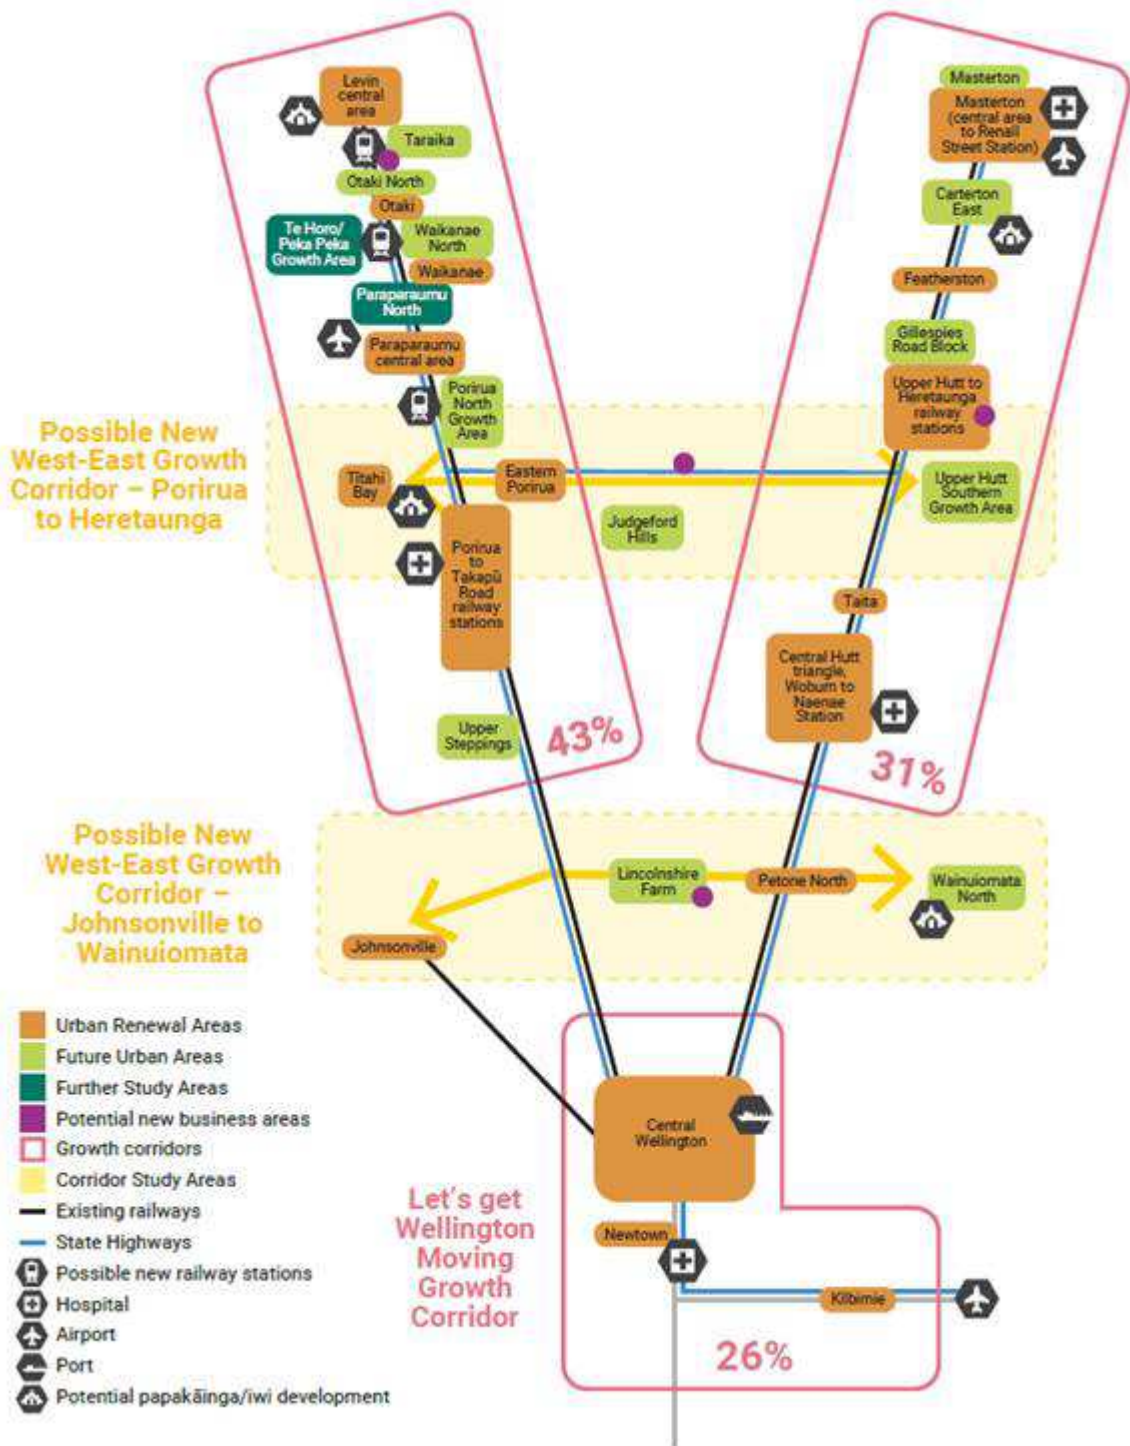 Levin
central
area
Taraika
Otaki North
Otaki
Te Horo/
Peka Peka
Growth Area
Waikanae
North
Waikanae
Paraparaumu
North
Paraparaumu
central area
Porirua
North
Growth
Area
Masterton
Masterton
(central area
to Renall
Street Station)
Carterton
East
Featherston
Gillespies
Road Block
Upper Hutt to
Heretaunga
railway
stations
Possible New
West-East Growth
Corridor – Porirua
to Heretaunga
Titahi
Bay
Eastern
Porirua
Judgeford
Hills
Upper Hutt
Southern
Growth Area
Porirua
to
Takapū
Road
railway
stations
Taita
Central Hutt
triangle,
Woburn to
Naenae
Station
Upper
Steppings
43%
31%
Possible New
West-East Growth
Corridor –
Johnsonville to
Wainuiomata
Lincolnshire
Farm
Petone North
Wainuiomata
North
Johnsonville
Urban Renewal Areas
Future Urban Areas
Further Study Areas
Potential new business areas
Growth corridors
Corridor Study Areas
Existing railways
State Highways
Possible new railway stations
Hospital
Airport
Port
Potential papakāinga/iwi development
Central
Wellington
Let's get
Wellington
Moving
Growth
Corridor
Newtown
Kilbirnie
26%